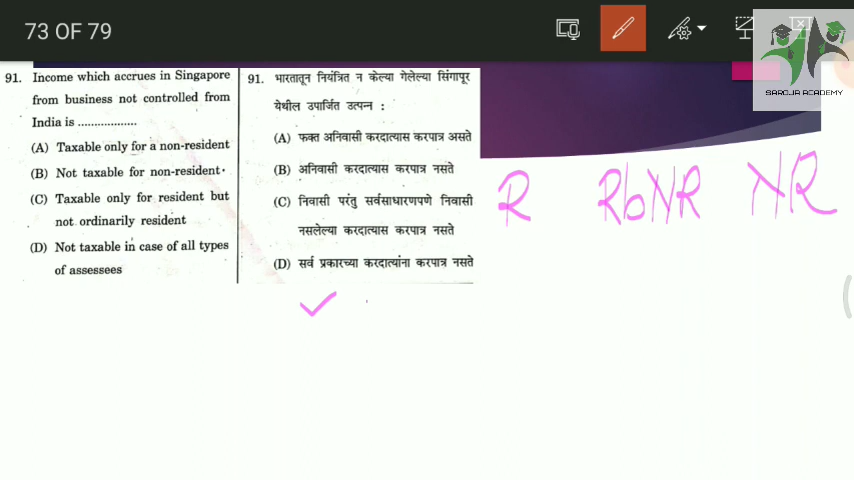 73 OF 79
SAROJA ACADEMY
91. Income which accrues in Singapore
from business not controlled from
India is ..................
(A) Taxable only for a non-resident
(B) Not taxable for non-resident
(C) Taxable only for resident but
not ordinarily resident
(D) Not taxable in case of all types
of assessees
91. भारतातून नियंत्रित न केल्या गेलेल्या सिंगापूर
येथील उपार्जित उत्पन्न :
(A) फक्त अनिवासी करदात्यास करपात्र असते
(B) अनिवासी करदात्यास करपात्र नसते
(C) निवासी परंतु सर्वसाधारणपणे निवासी
नसलेल्या करदात्यास करपात्र नसते
(D) सर्व प्रकारच्या करदात्यांना करपात्र नसते
R RbNR NR